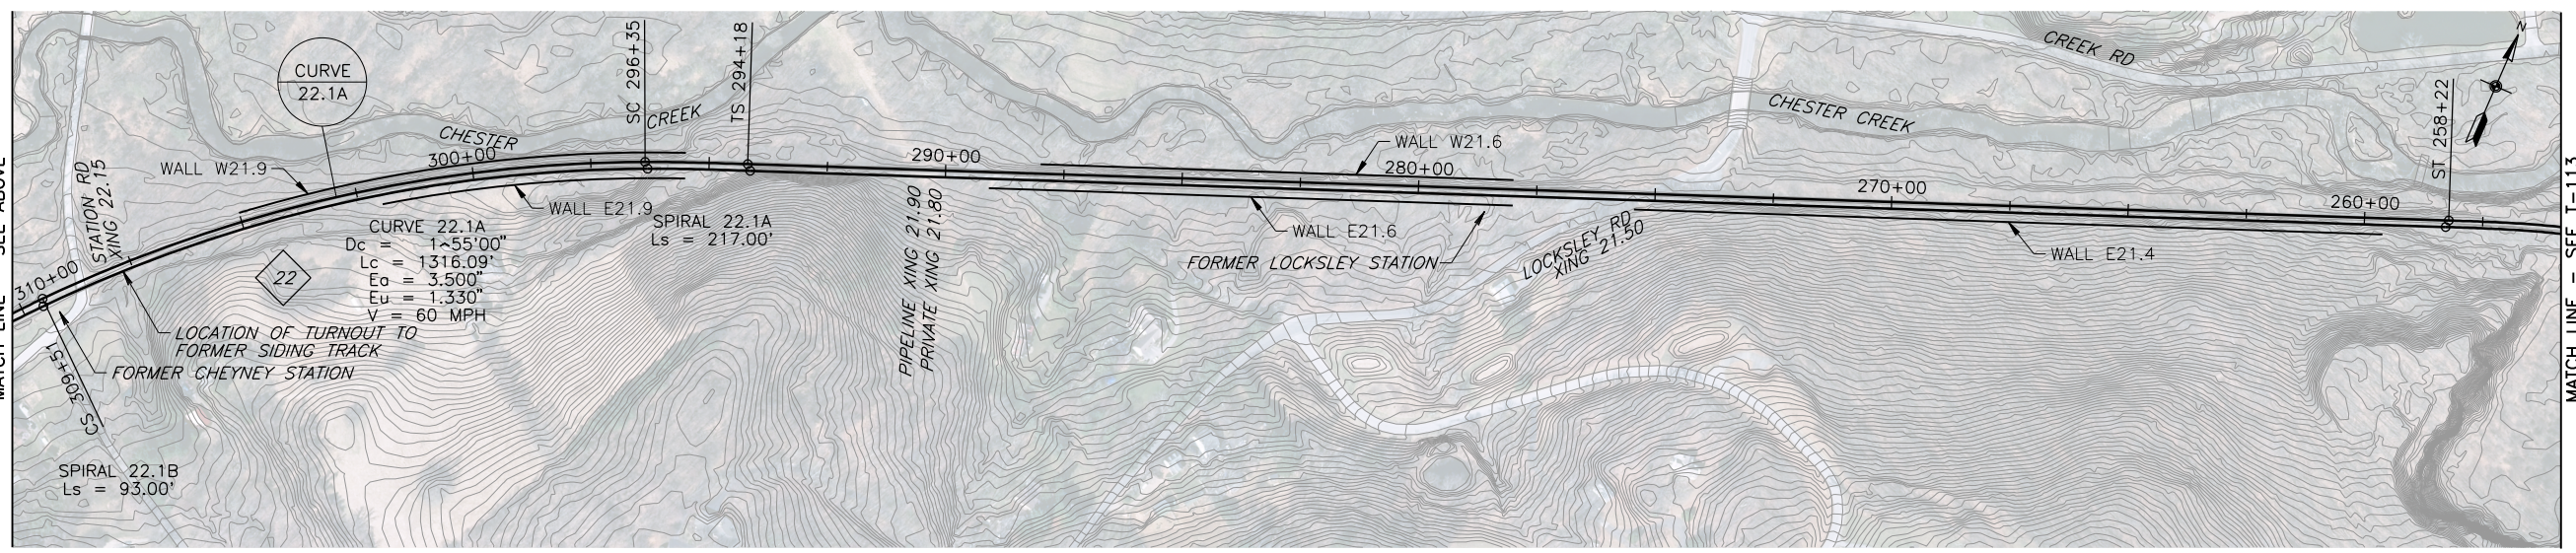 MATCH LINE - SEE ABOVE
CURVE
22.1A
SC 296+35
TS 294+18
CREEK RD
N
CHESTER CREEK
CHESTER CREEK
ST 258+22
WALL W21.9
300+00
290+00
WALL W21.6
280+00
270+00
260+00
STATION RD
XING 22.15
WALL E21.9
SPIRAL 22.1A
Ls = 217.00'
PIPELINE XING 21.90
PRIVATE XING 21.80
WALL E21.6
FORMER LOCKSLEY STATION
LOCKSLEY RD
XING 21.50
WALL E21.4
310+00
22
CURVE 22.1A
Dc = 1^55'00"
Lc = 1316.09'
Ea = 3.500"
Eu = 1.330"
V = 60 MPH
LOCATION OF TURNOUT TO
FORMER SIDING TRACK
FORMER CHEYNEY STATION
CS 309+51
SPIRAL 22.1B
Ls = 93.00'
MATCH LINE - SEE T-113